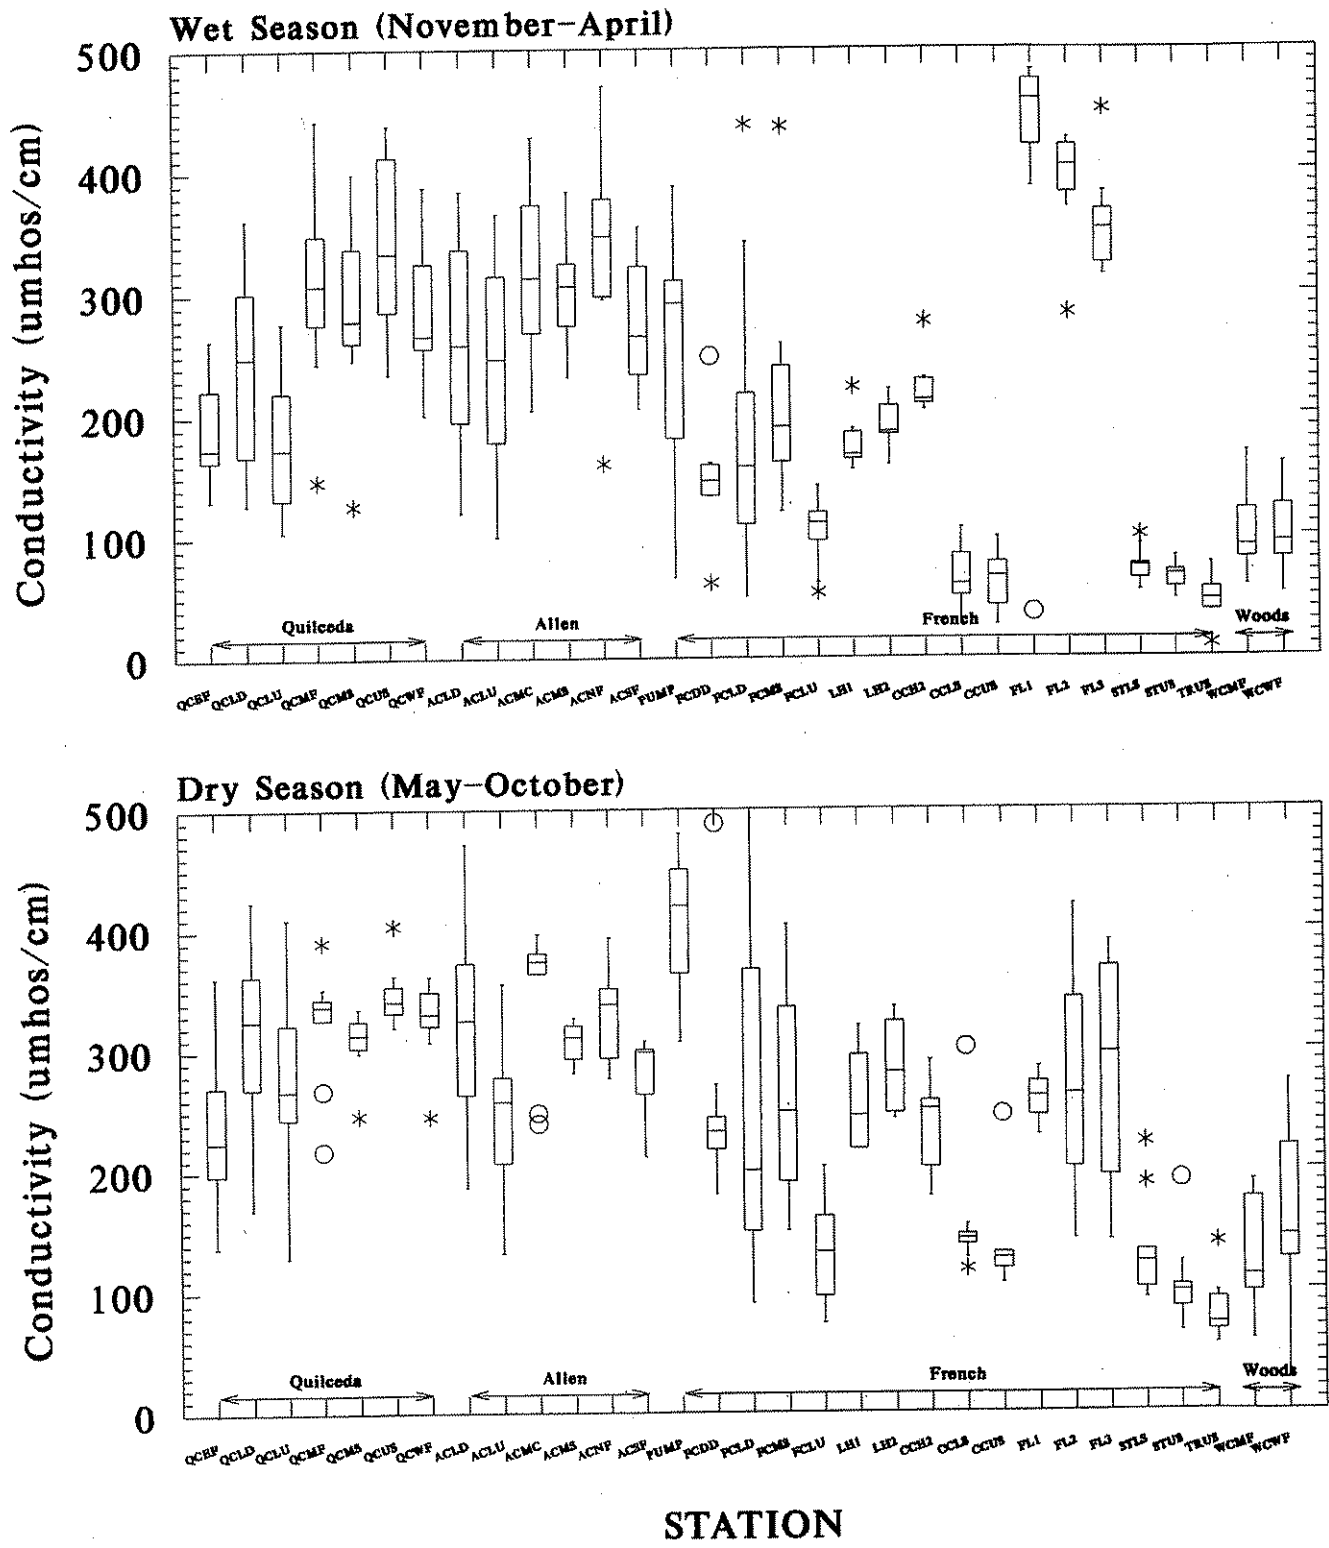 Wet Season (November-April)
Conductivity (umhos/cm)
500
400
300
200
100
0
Quilceda
Allen
French
Woods
QCEF QCLD QCLU QCMF QCMS QCUS QCWF ACLD ACLU ACMC ACMS ACNF ACSF PUMP FCDD FCLD FCMS FCLU LH1 LH2 CCH2 CCLS CCUS FL1 FL2 FL3 STLS STUS TRUS WCMF WCWF
Dry Season (May-October)
Conductivity (umhos/cm)
500
400
300
200
100
0
Quilceda
Allen
French
Woods
QCEF QCLD QCLU QCMF QCMS QCUS QCWF ACLD ACLU ACMC ACMS ACNF ACSF PUMP FCDD FCLD FCMS FCLU LH1 LH2 CCH2 CCLS CCUS FL1 FL2 FL3 STLS STUS TRUS WCMF WCWF
STATION